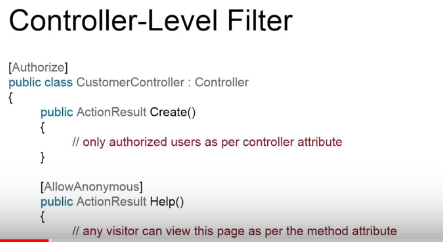 Controller-Level Filter
[Authorize]
public class CustomerController : Controller
{
public ActionResult Create()
{
// only authorized users as per controller attribute
}
[AllowAnonymous]
public ActionResult Help()
{
// any visitor can view this page as per the method attribute